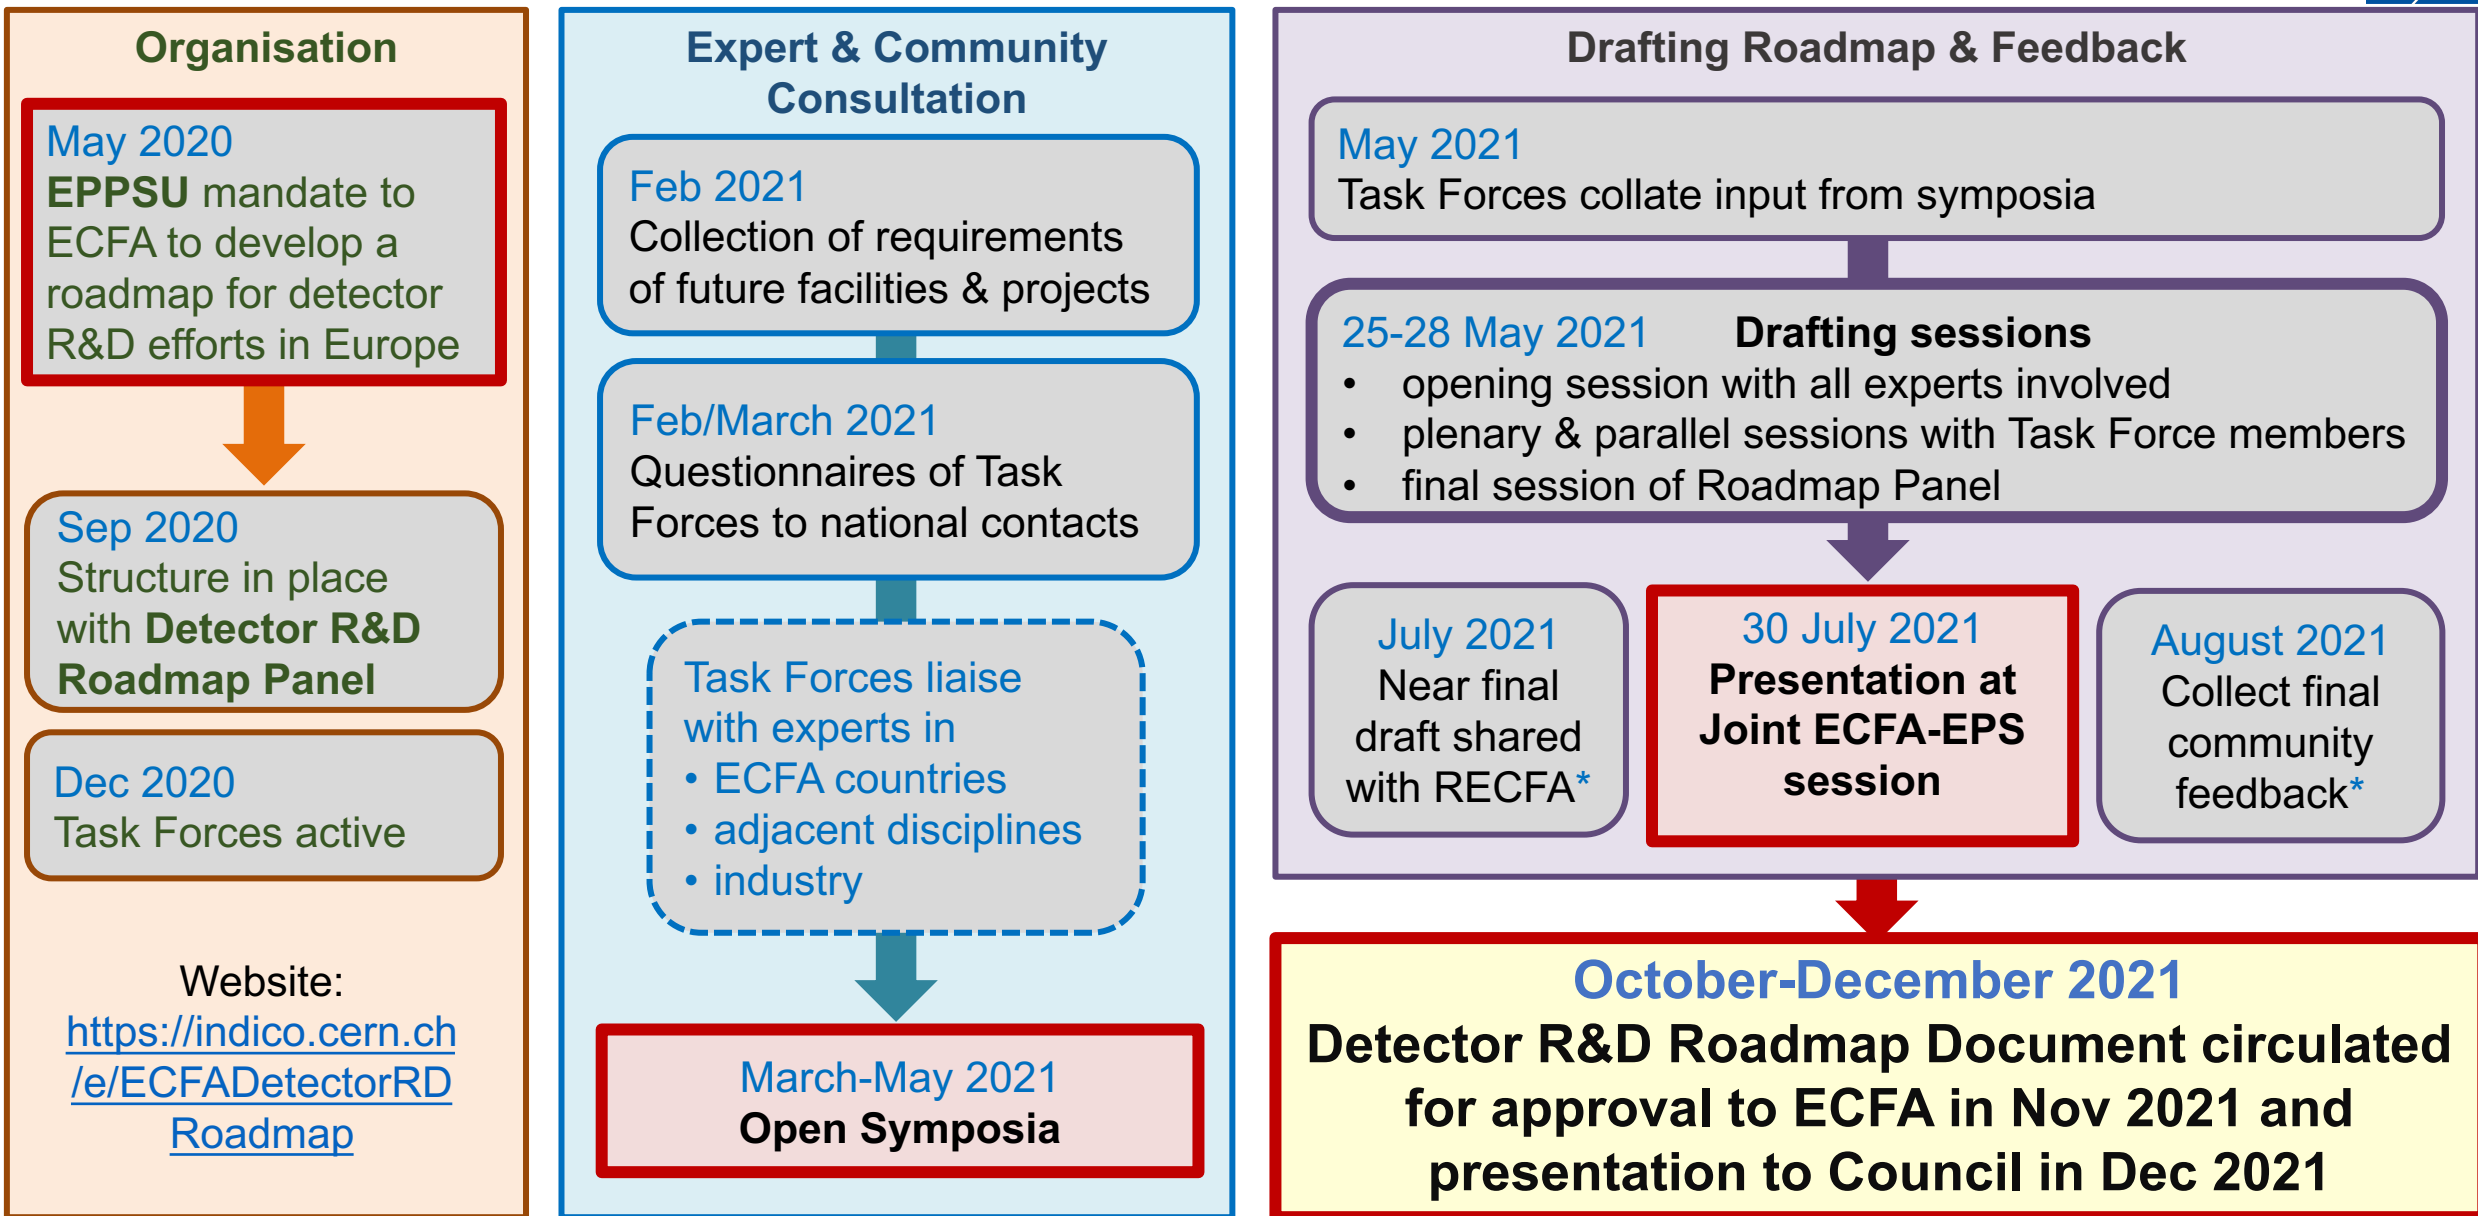 Organisation
May 2020
EPPSU mandate to
ECFA to develop a
roadmap for detector
R&D efforts in Europe
Sep 2020
Structure in place
with Detector R&D
Roadmap Panel
Dec 2020
Task Forces active
Website:
https://indico.cern.ch
/e/ECFADetectorRD
Roadmap
Expert & Community
Consultation
Feb 2021
Collection of requirements
of future facilities & projects
Feb/March 2021
Questionnaires of Task
Forces to national contacts
Task Forces liaise
with experts in
• ECFA countries
• adjacent disciplines
• industry
March-May 2021
Open Symposia
Drafting Roadmap & Feedback
May 2021
Task Forces collate input from symposia
25-28 May 2021 Drafting sessions
• opening session with all experts involved
• plenary & parallel sessions with Task Force members
• final session of Roadmap Panel
July 2021
Near final
draft shared
with RECFA*
30 July 2021
Presentation at
Joint ECFA-EPS
session
August 2021
Collect final
community
feedback*
October-December 2021
Detector R&D Roadmap Document circulated
for approval to ECFA in Nov 2021 and
presentation to Council in Dec 2021